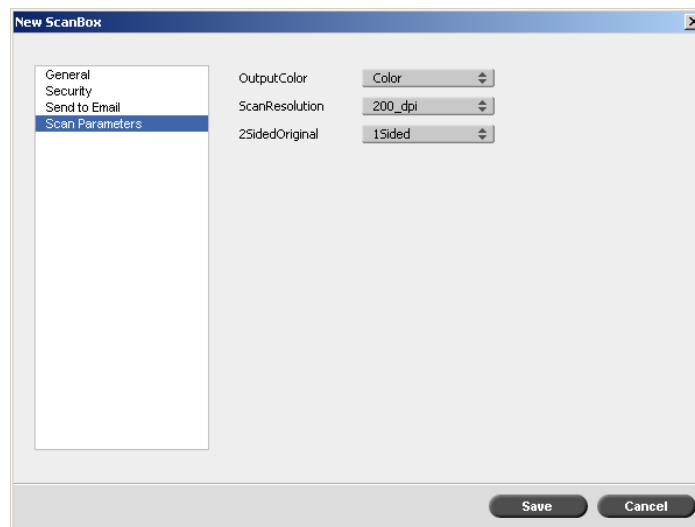 New ScanBox
General
Security
Send to Email
Scan Parameters
OutputColor Color
ScanResolution 200_dpi
2SidedOriginal 1Sided
Save Cancel